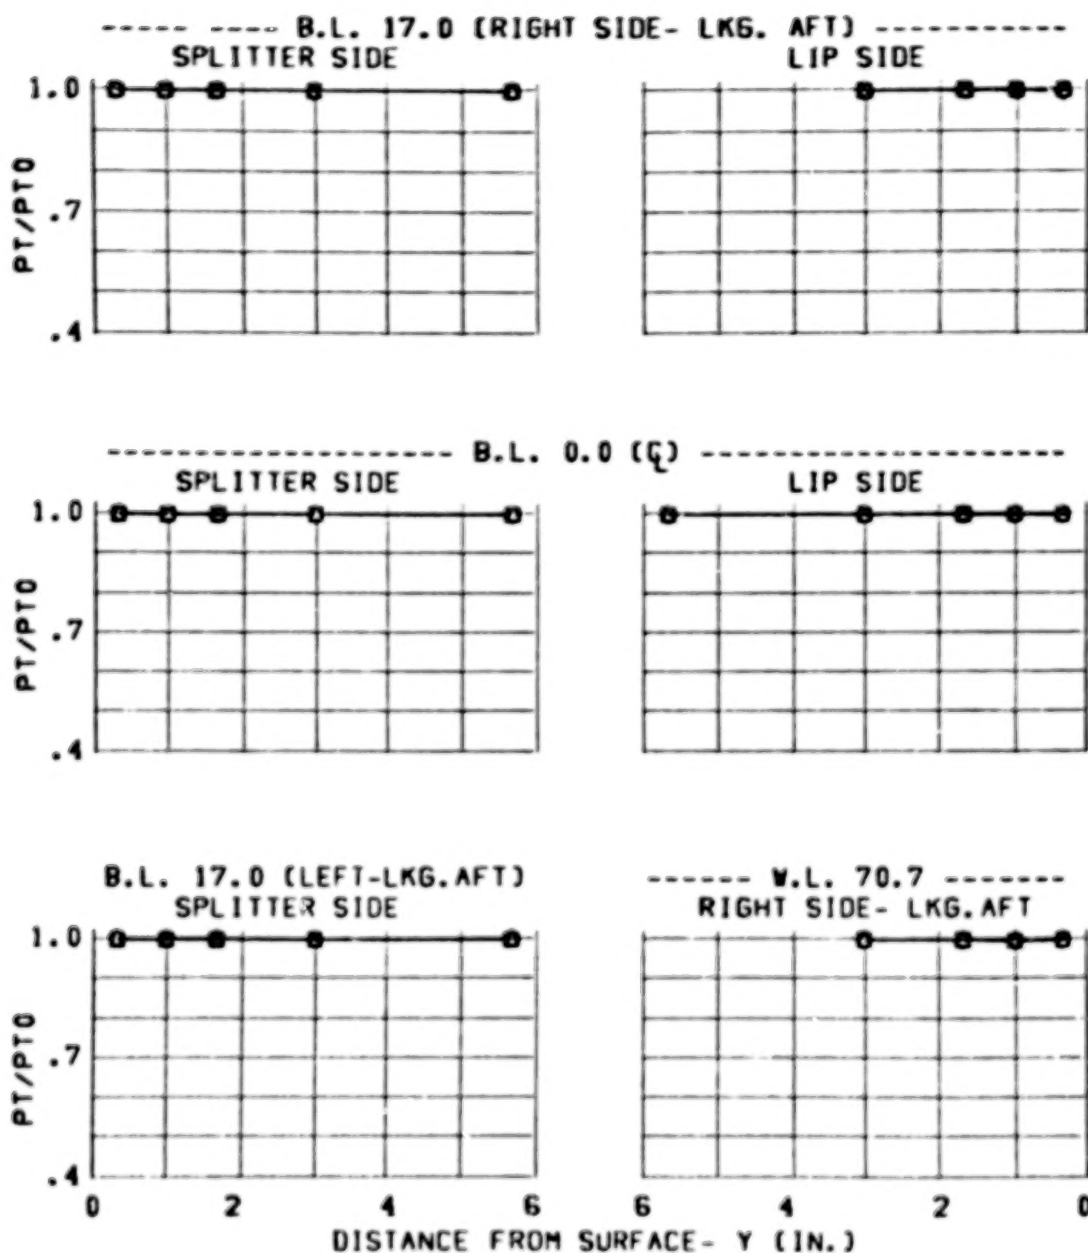 ----- ---- B.L. 17.0 (RIGHT SIDE- LKG. AFT) ----------
SPLITTER SIDE LIP SIDE
1.0
.7
.4
PT/PTO
------------------- B.L. 0.0 (℄) --------------------
SPLITTER SIDE LIP SIDE
1.0
.7
.4
PT/PTO
B.L. 17.0 (LEFT-LKG.AFT) ------ W.L. 70.7 -------
SPLITTER SIDE RIGHT SIDE- LKG.AFT
1.0
.7
.4
PT/PTO
0 2 4 6 6 4 2 0
DISTANCE FROM SURFACE- Y (IN.)